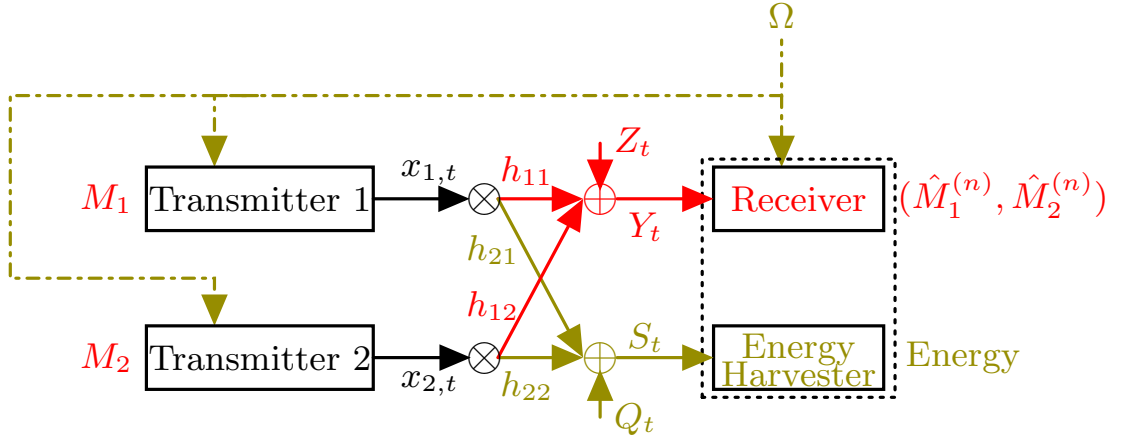 Ω
Z_t
M_1
Transmitter 1
x_{1,t}
h_{11}
Y_t
Receiver
(\hat{M}_1^{(n)}, \hat{M}_2^{(n)})
h_{21}
h_{12}
M_2
Transmitter 2
x_{2,t}
h_{22}
S_t
Q_t
Energy
Harvester
Energy